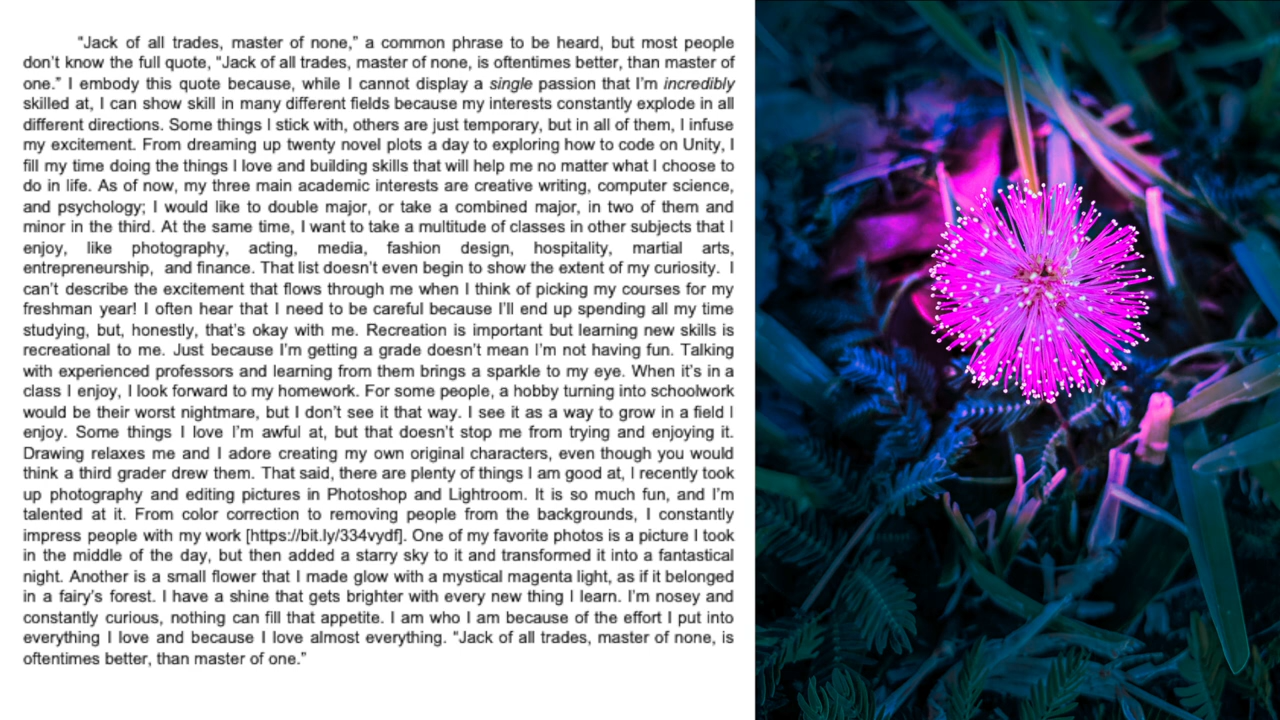 “Jack of all trades, master of none,” a common phrase to be heard, but most people
don’t know the full quote, “Jack of all trades, master of none, is oftentimes better, than master of
one.” I embody this quote because, while I cannot display a single passion that I’m incredibly
skilled at, I can show skill in many different fields because my interests constantly explode in all
different directions. Some things I stick with, others are just temporary, but in all of them, I infuse
my excitement. From dreaming up twenty novel plots a day to exploring how to code on Unity, I
fill my time doing the things I love and building skills that will help me no matter what I choose to
do in life. As of now, my three main academic interests are creative writing, computer science,
and psychology; I would like to double major, or take a combined major, in two of them and
minor in the third. At the same time, I want to take a multitude of classes in other subjects that I
enjoy, like photography, acting, media, fashion design, hospitality, martial arts,
entrepreneurship, and finance. That list doesn’t even begin to show the extent of my curiosity. I
can’t describe the excitement that flows through me when I think of picking my courses for my
freshman year! I often hear that I need to be careful because I’ll end up spending all my time
studying, but, honestly, that’s okay with me. Recreation is important but learning new skills is
recreational to me. Just because I’m getting a grade doesn’t mean I’m not having fun. Talking
with experienced professors and learning from them brings a sparkle to my eye. When it’s in a
class I enjoy, I look forward to my homework. For some people, a hobby turning into schoolwork
would be their worst nightmare, but I don’t see it that way. I see it as a way to grow in a field I
enjoy. Some things I love I’m awful at, but that doesn’t stop me from trying and enjoying it.
Drawing relaxes me and I adore creating my own original characters, even though you would
think a third grader drew them. That said, there are plenty of things I am good at, I recently took
up photography and editing pictures in Photoshop and Lightroom. It is so much fun, and I’m
talented at it. From color correction to removing people from the backgrounds, I constantly
impress people with my work [https://bit.ly/334vydf]. One of my favorite photos is a picture I took
in the middle of the day, but then added a starry sky to it and transformed it into a fantastical
night. Another is a small flower that I made glow with a mystical magenta light, as if it belonged
in a fairy’s forest. I have a shine that gets brighter with every new thing I learn. I’m nosey and
constantly curious, nothing can fill that appetite. I am who I am because of the effort I put into
everything I love and because I love almost everything. “Jack of all trades, master of none, is
oftentimes better, than master of one.”